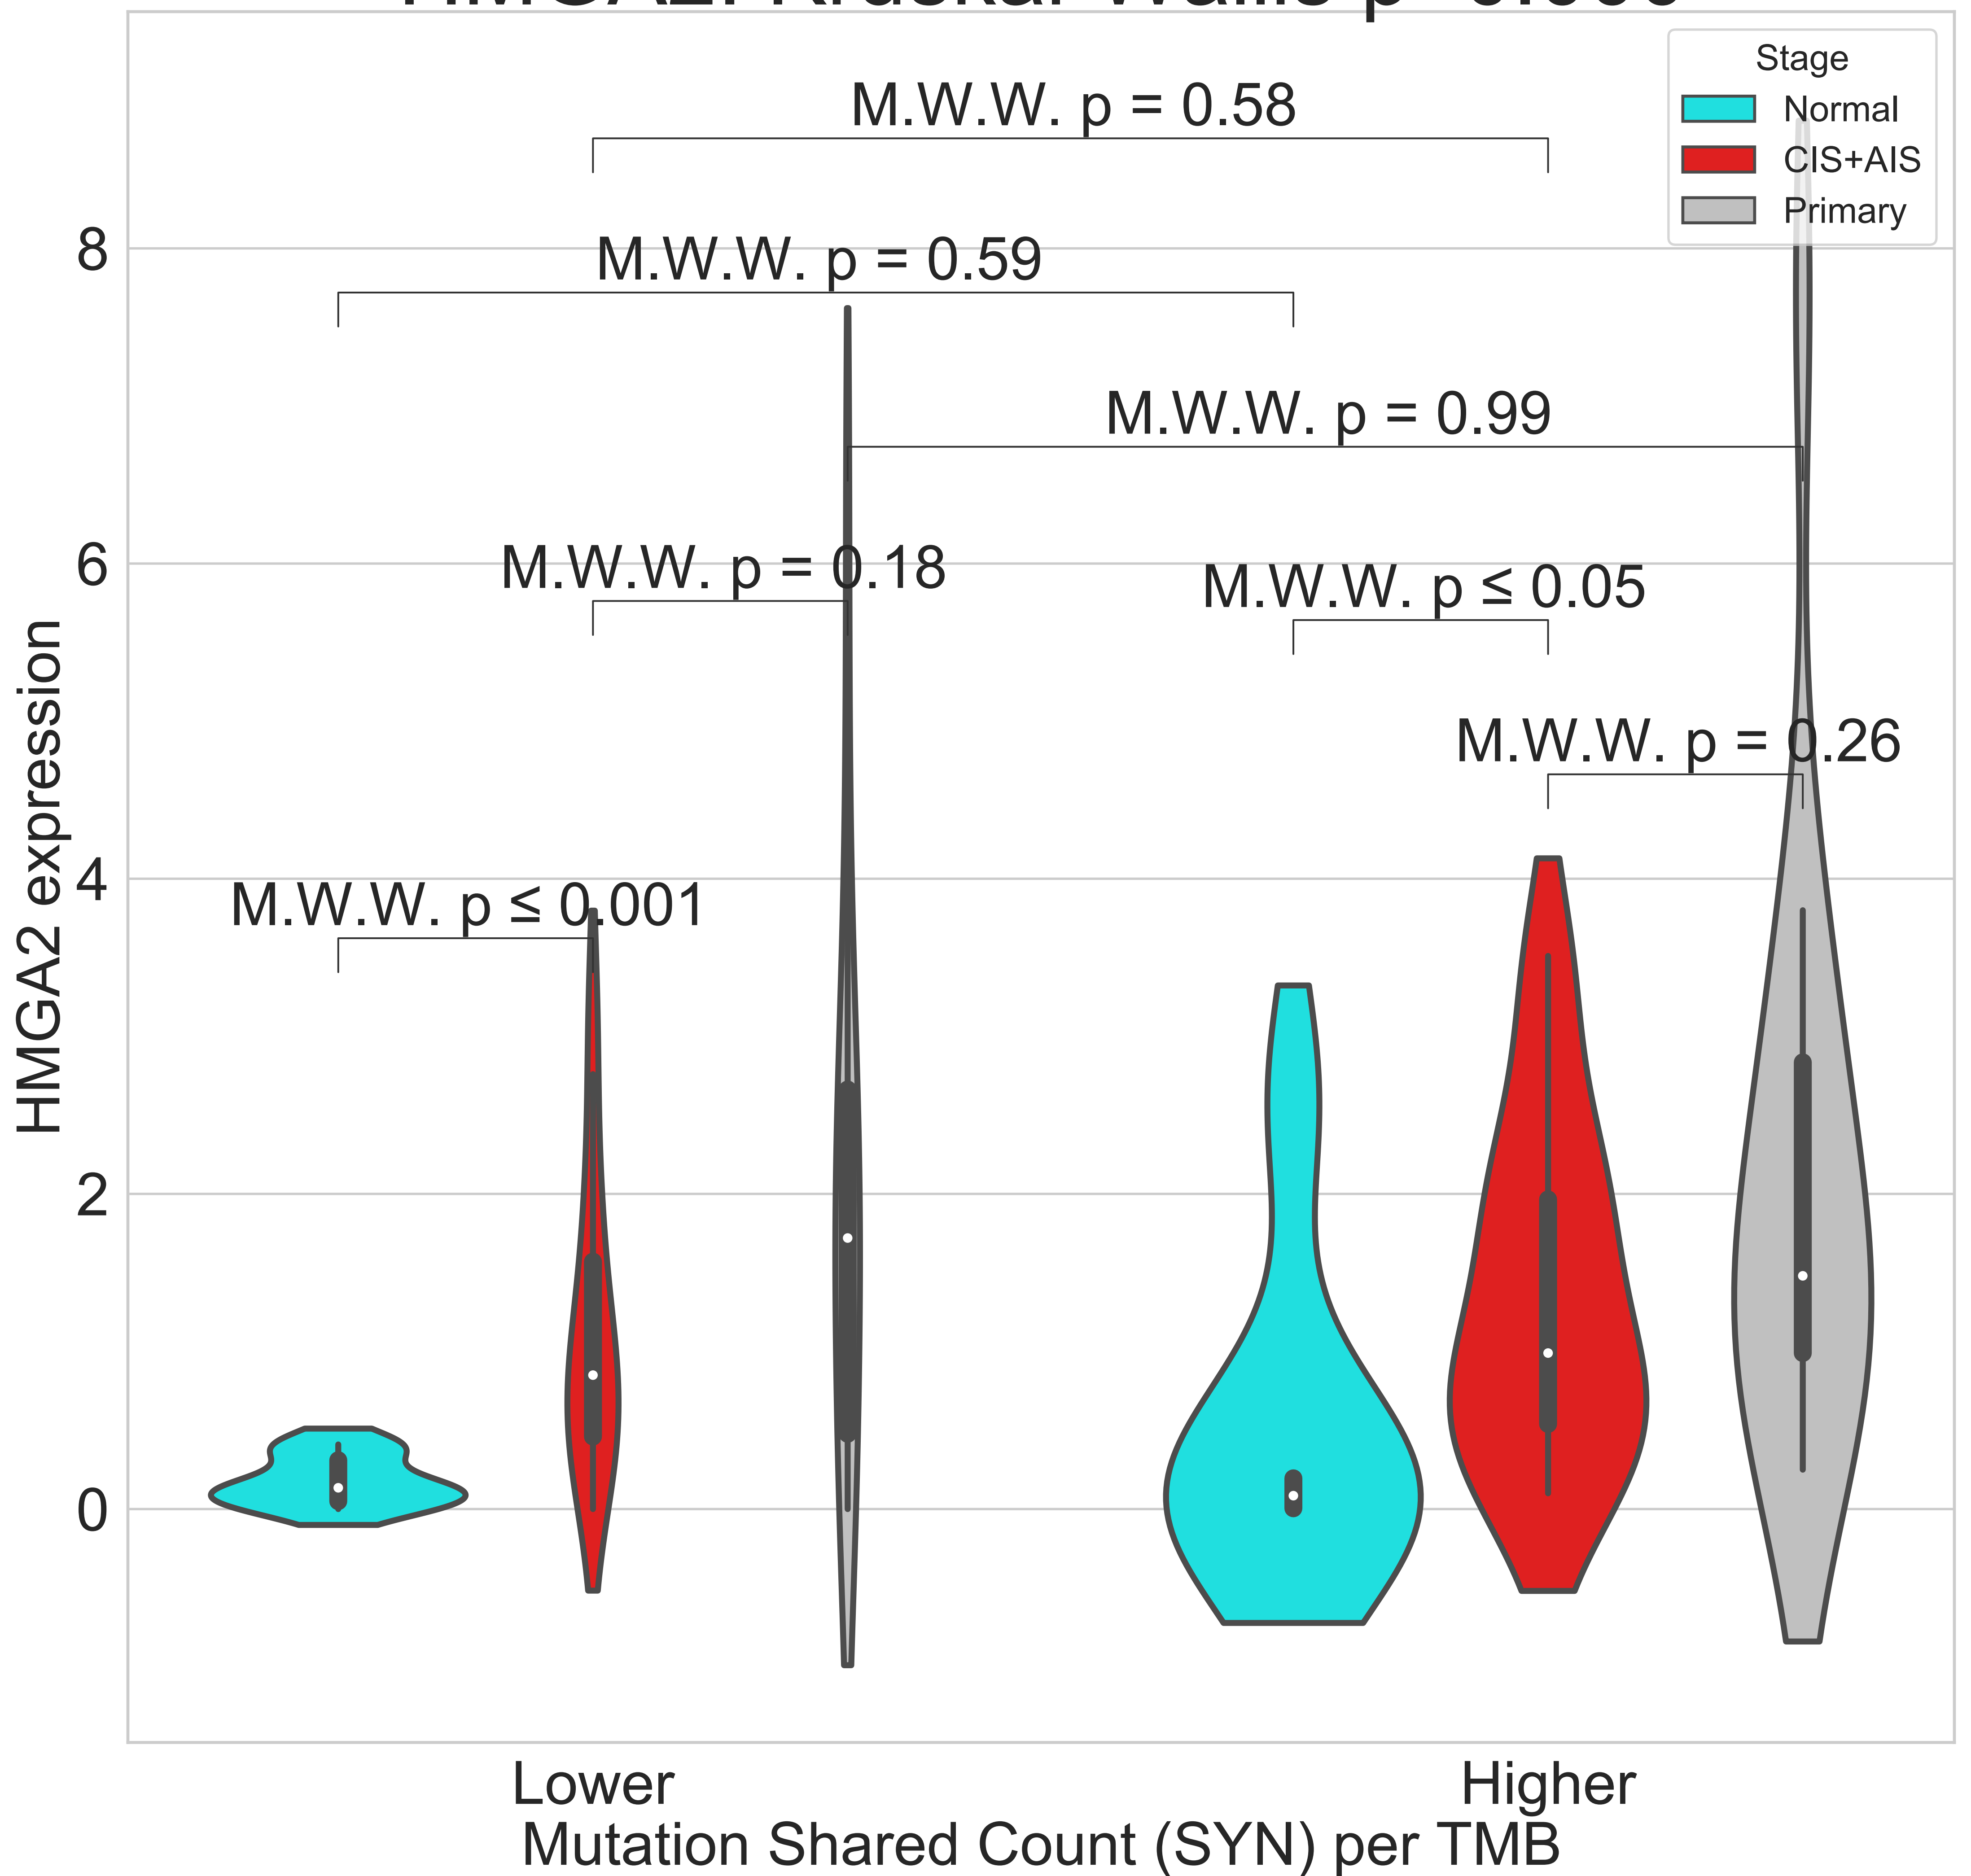 M.W.W. p = 0.58
Stage
Normal
CIS+AIS
Primary
8
M.W.W. p = 0.59
M.W.W. p = 0.99
6
M.W.W. p = 0.18
M.W.W. p ≤ 0.05
M.W.W. p = 0.26
4
M.W.W. p ≤ 0.001
2
0
HMGA2 expression
Lower
Higher
Mutation Shared Count (SYN) per TMB